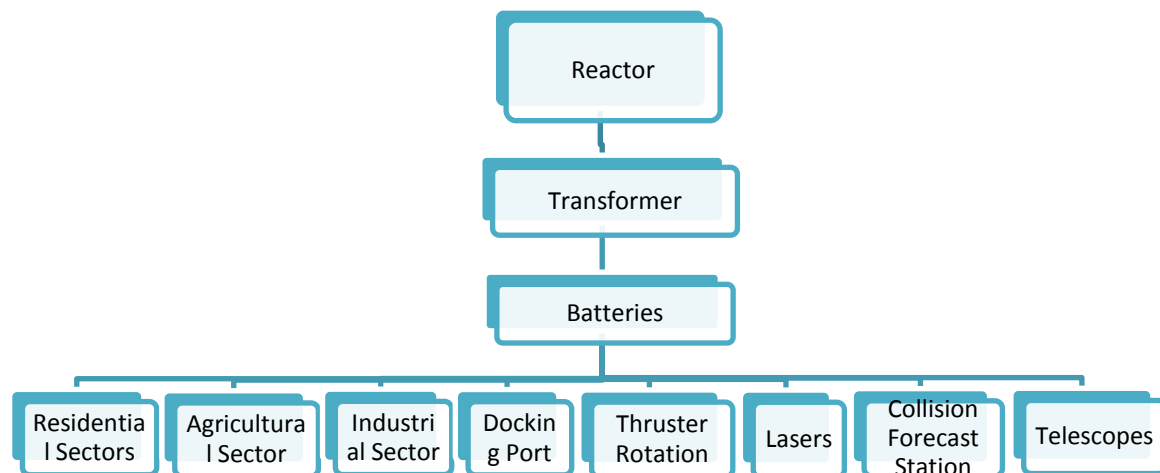 Reactor
Transformer
Batteries
Residentia
l Sectors
Agricultura
l Sector
Industri
al Sector
Dockin
g Port
Thruster
Rotation
Lasers
Collision
Forecast
Station
Telescopes